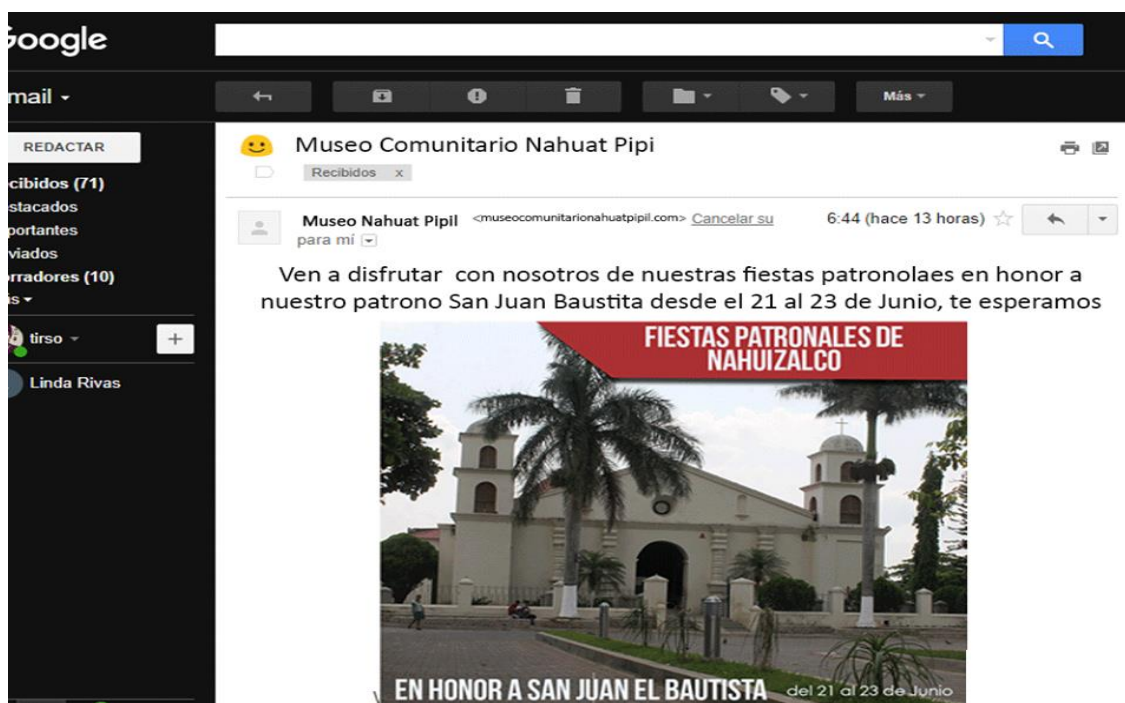 Google
mail
Más
REDACTAR
Museo Comunitario Nahuat Pipi
Recibidos x
cibidos (71)
stacados
portantes
viados
rradores (10)
is
Museo Nahuat Pipil <museocomunitarionahuatpipil.com> Cancelar su
6:44 (hace 13 horas)
para mí
Ven a disfrutar con nosotros de nuestras fiestas patronolaes en honor a
nuestro patrono San Juan Baustita desde el 21 al 23 de Junio, te esperamos
tirso
+
Linda Rivas
FIESTAS PATRONALES DE
NAHUIZALCO
EN HONOR A SAN JUAN EL BAUTISTA
del 21 al 23 de Junio